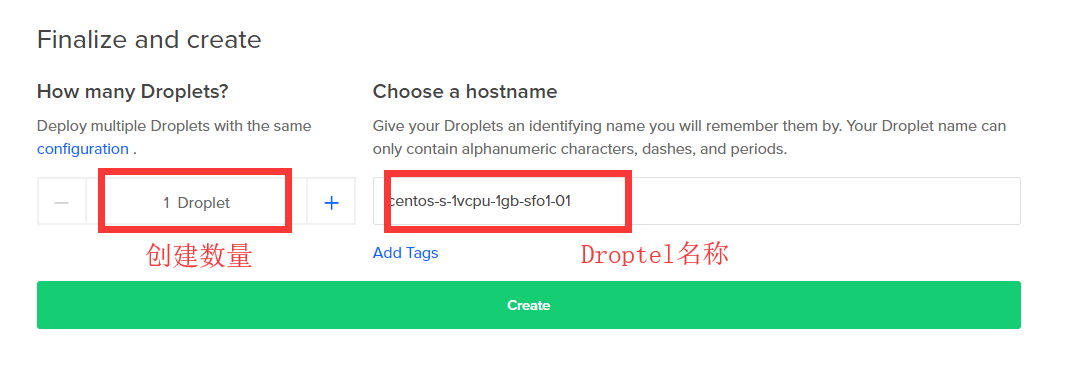 Finalize and create
How many Droplets?
Deploy multiple Droplets with the same
configuration .
1 Droplet
创建数量
Choose a hostname
Give your Droplets an identifying name you will remember them by. Your Droplet name can
only contain alphanumeric characters, dashes, and periods.
centos-s-1vcpu-1gb-sfo1-01
Add Tags
Droptel名称
Create